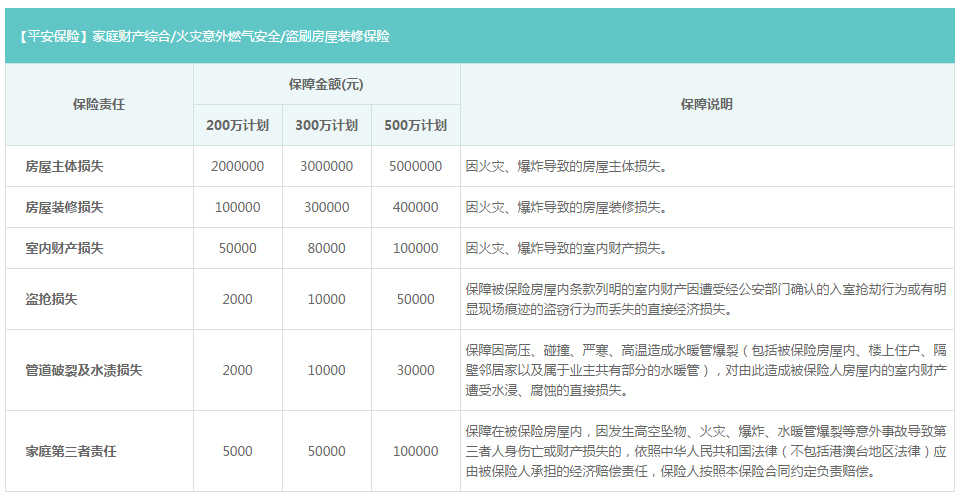 【平安保险】家庭财产综合/火灾意外燃气安全/盗刷房屋装修保险
保险责任
保障金额(元)
保障说明
200万计划
300万计划
500万计划
房屋主体损失
2000000
3000000
5000000
因火灾、爆炸导致的房屋主体损失。
房屋装修损失
100000
300000
400000
因火灾、爆炸导致的房屋装修损失。
室内财产损失
50000
80000
100000
因火灾、爆炸导致的室内财产损失。
盗抢损失
2000
10000
50000
保障被保险房屋内条款列明的室内财产因遭受经公安部门确认的入室抢劫行为或有明
显现场痕迹的盗窃行为而丢失的直接经济损失。
管道破裂及水渍损失
2000
10000
30000
保障因高压、碰撞、严寒、高温造成水暖管爆裂（包括被保险房屋内、楼上住户、隔
壁邻居家以及属于业主共有部分的水暖管），对由此造成被保险人房屋内的室内财产
遭受水浸、腐蚀的直接损失。
家庭第三者责任
5000
50000
100000
保障在被保险房屋内，因发生高空坠物、火灾、爆炸、水暖管爆裂等意外事故导致第
三者人身伤亡或财产损失的，依照中华人民共和国法律（不包括港澳台地区法律）应
由被保险人承担的经济赔偿责任，保险人按照本保险合同约定负责赔偿。